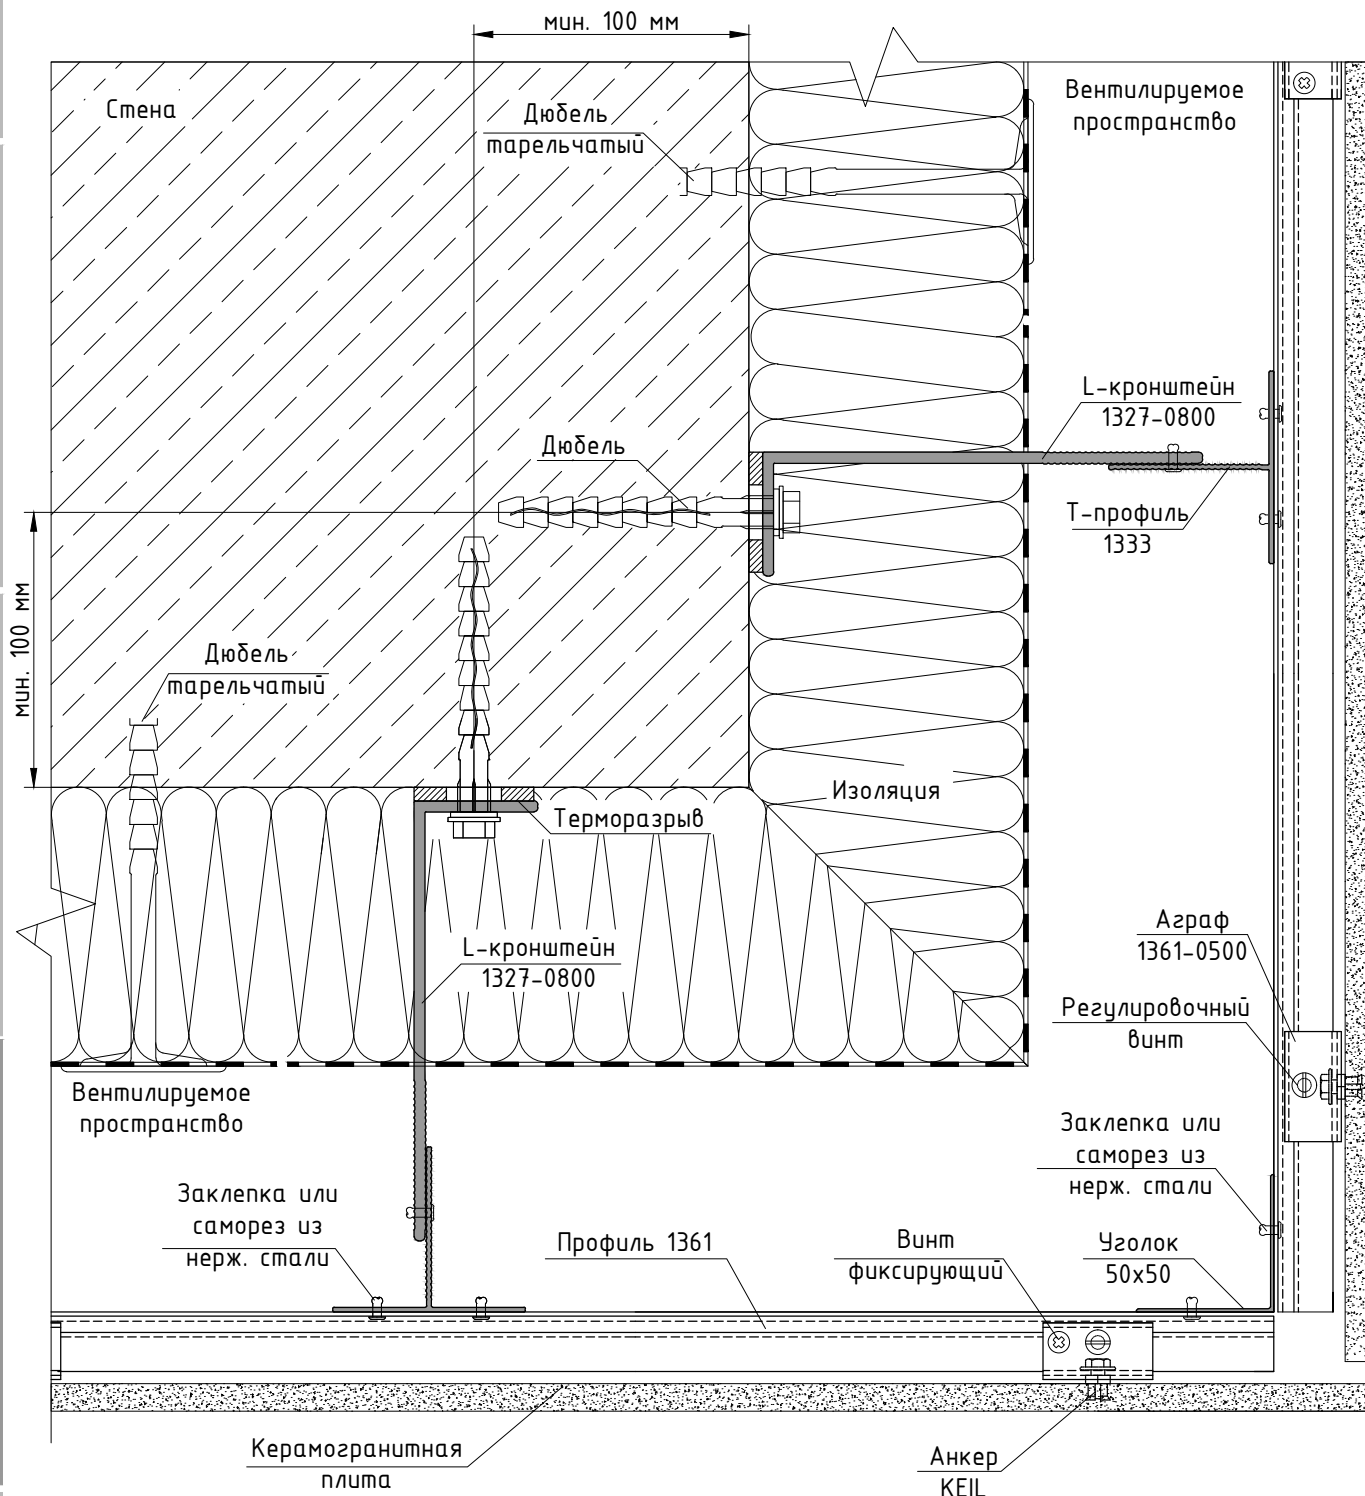 мин. 100 мм
Стена
Дюбель
тарельчатый
Вентилируемое
пространство
L-кронштейн
1327-0800
Дюбель
Т-профиль
1333
мин. 100 мм
Дюбель
тарельчатый
Изоляция
Терморазрыв
L-кронштейн
1327-0800
Аграф
1361-0500
Регулировочный
винт
Вентилируемое
пространство
Заклепка или
саморез из
нерж. стали
Заклепка или
саморез из
нерж. стали
Профиль 1361
Винт
фиксирующий
Уголок
50х50
Керамогранитная
плита
Анкер
KEIL